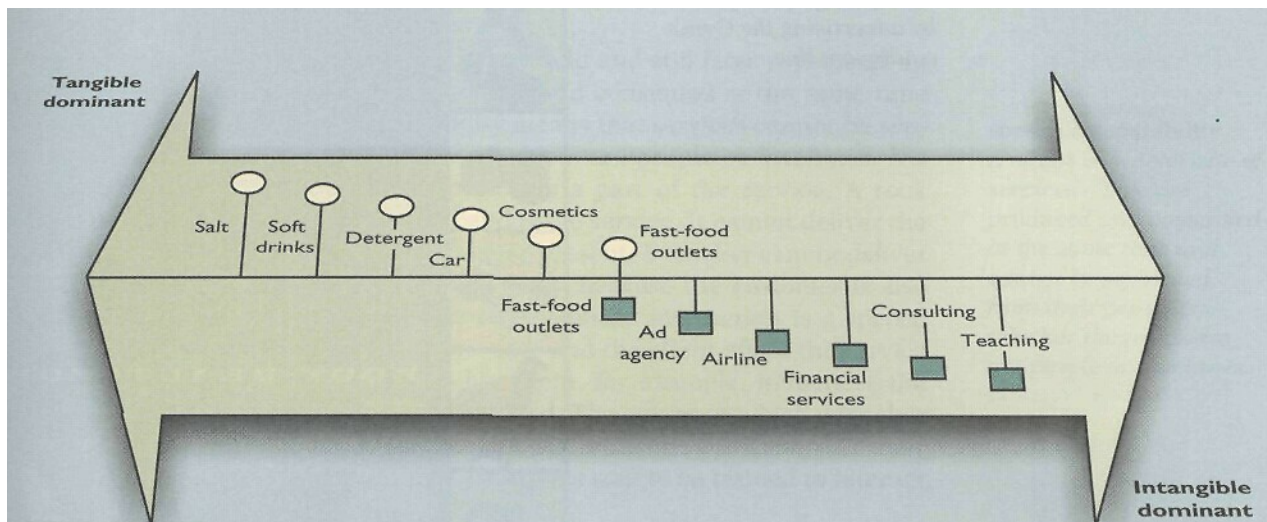 Tangible
dominant
Salt
Soft
drinks
Detergent
Car
Cosmetics
Fast-food
outlets
Fast-food
outlets
Ad
agency
Airline
Financial
services
Consulting
Teaching
Intangible
dominant